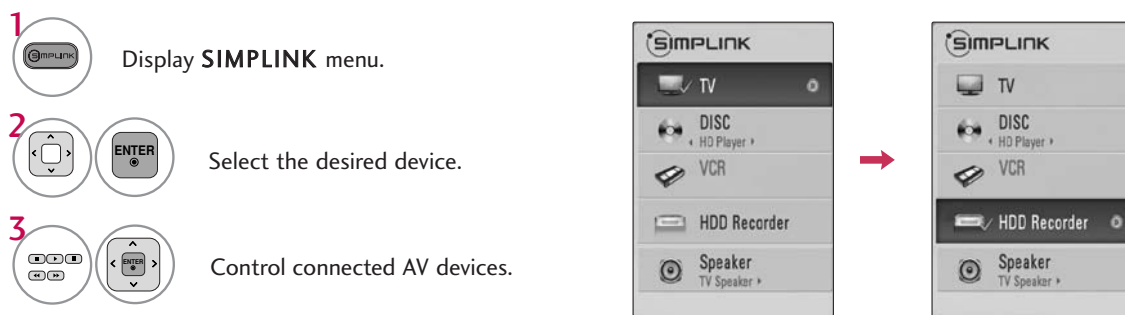 1
SIMPLINK
Display SIMPLINK menu.
2
ENTER
Select the desired device.
3
ENTER
Control connected AV devices.
SIMPLINK
TV
DISC
HD Player
VCR
HDD Recorder
Speaker
TV Speaker
SIMPLINK
TV
DISC
HD Player
VCR
HDD Recorder
Speaker
TV Speaker